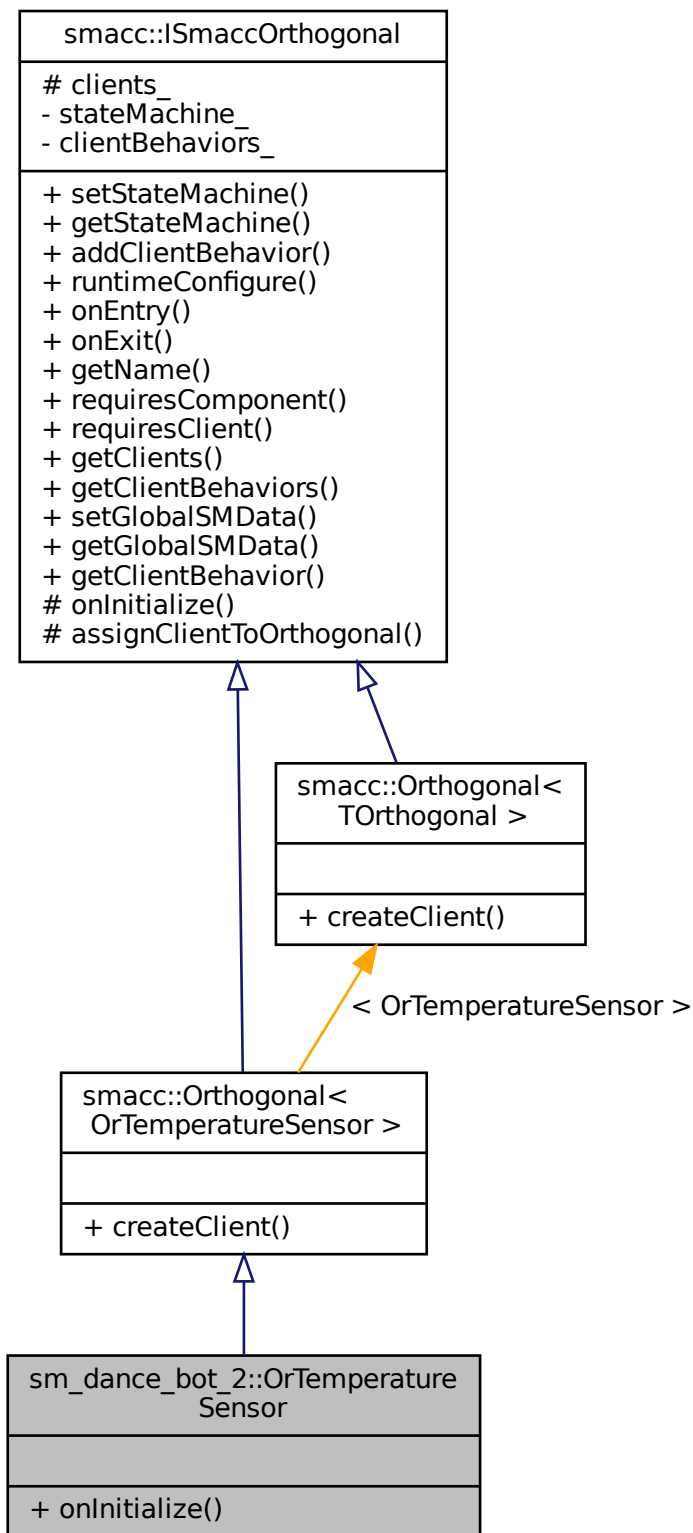 smacc::ISmaccOrthogonal
# clients_
- stateMachine_
- clientBehaviors_
+ setStateMachine()
+ getStateMachine()
+ addClientBehavior()
+ runtimeConfigure()
+ onEntry()
+ onExit()
+ getName()
+ requiresComponent()
+ requiresClient()
+ getClients()
+ getClientBehaviors()
+ setGlobalSMData()
+ getGlobalSMData()
+ getClientBehavior()
# onInitialize()
# assignClientToOrthogonal()
smacc::Orthogonal<
TOrthogonal >
+ createClient()
< OrTemperatureSensor >
smacc::Orthogonal<
OrTemperatureSensor >
+ createClient()
sm_dance_bot_2::OrTemperature
Sensor
+ onInitialize()